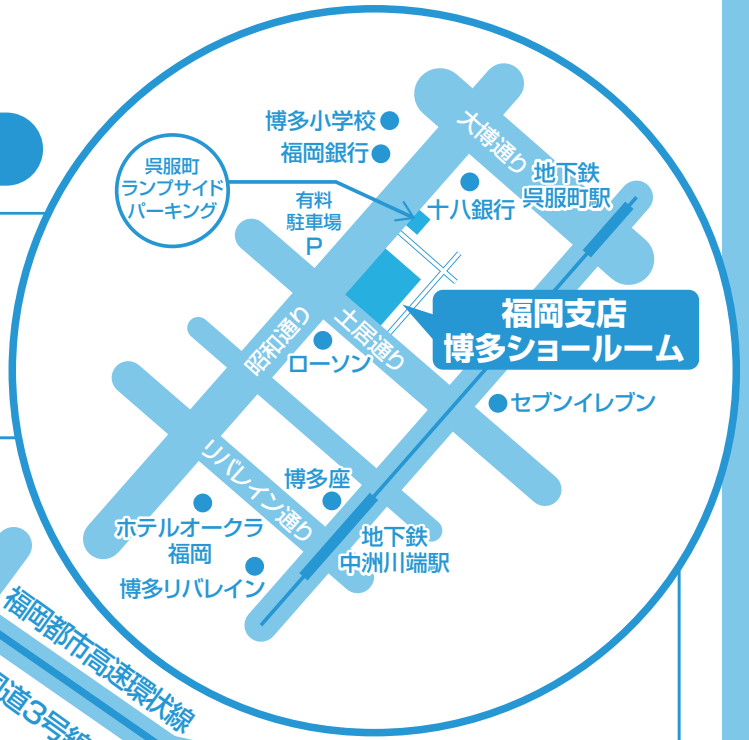 博多小学校
福岡銀行
呉服町
ランプサイド
パーキング
有料
駐車場
P
大博通り
地下鉄
呉服町駅
十八銀行
福岡支店
博多ショールーム
昭和通り
土居通り
ローソン
セブンイレブン
リバレイン通り
博多座
ホテルオークラ
福岡
博多リバレイン
地下鉄
中洲川端駅
福岡都市高速環状線
道3号線